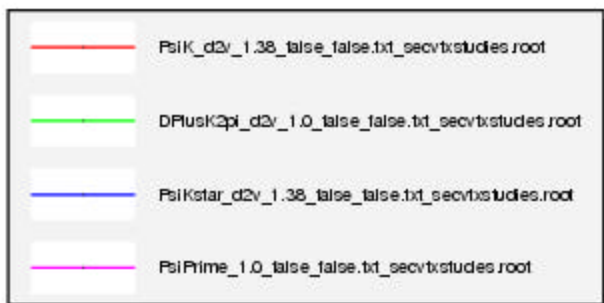 PsiK_d2v_1.38_false_false.txt_secvtxstudies.root
DPlusK2pi_d2v_1.0_false_false.txt_secvtxstudies.root
PsiKstar_d2v_1.38_false_false.txt_secvtxstudies.root
PsiPrime_1.0_false_false.txt_secvtxstudies.root